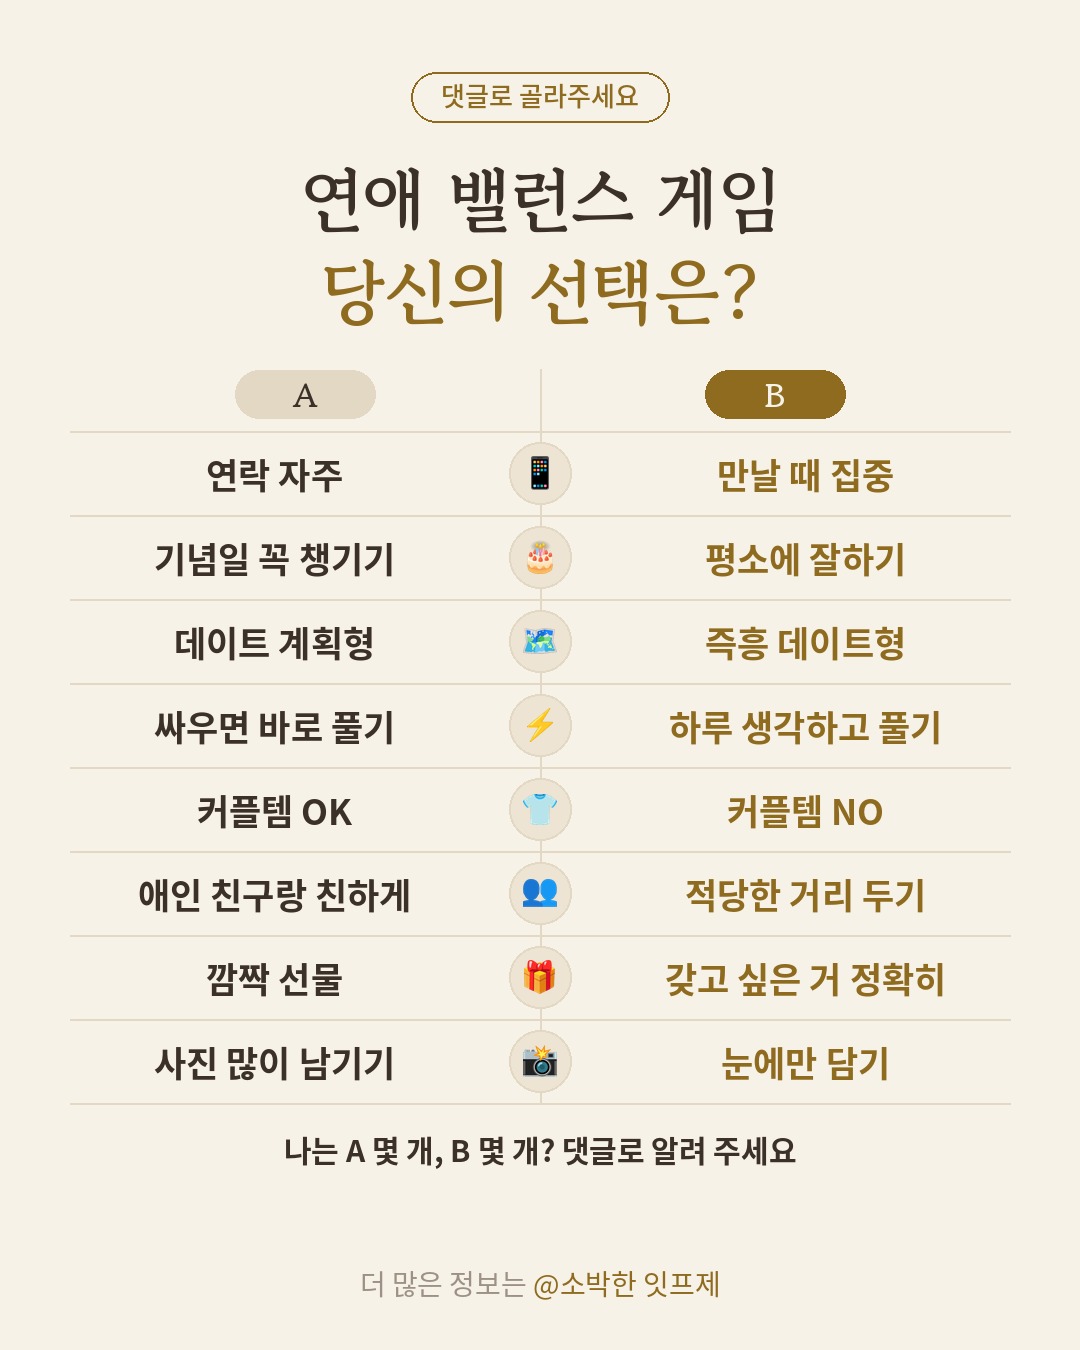 댓글로 골라주세요
연애 밸런스 게임
당신의 선택은?
A B
연락 자주 만날 때 집중
기념일 꼭 챙기기 평소에 잘하기
데이트 계획형 즉흥 데이트형
싸우면 바로 풀기 하루 생각하고 풀기
커플템 OK 커플템 NO
애인 친구랑 친하게 적당한 거리 두기
깜짝 선물 갖고 싶은 거 정확히
사진 많이 남기기 눈에만 담기
나는 A 몇 개, B 몇 개? 댓글로 알려 주세요
더 많은 정보는 @소박한 잇프제